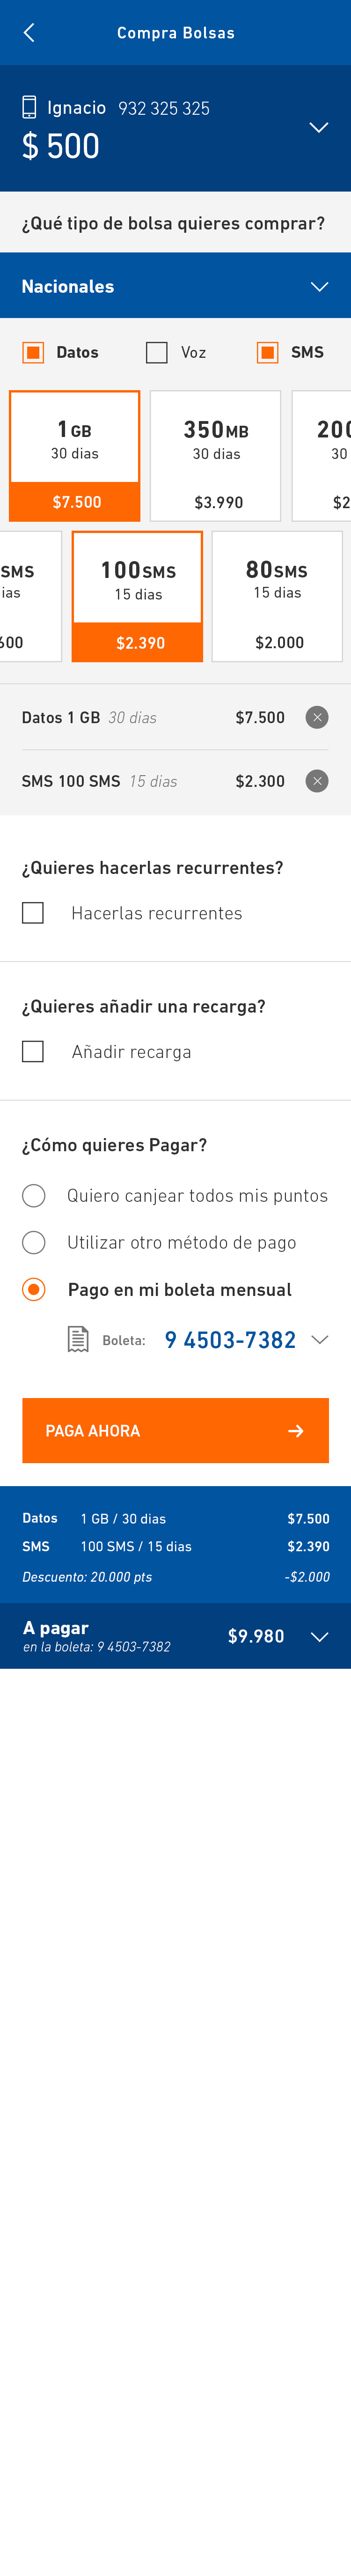 Compra Bolsas
Ignacio 932 325 325
$ 500
¿Qué tipo de bolsa quieres comprar?
Nacionales
Datos Voz SMS
1 GB 350MB 200
30 dias 30 dias 30
$7.500 $3.990 $2
SMS 100SMS 80SMS
ias 15 dias 15 dias
600 $2.390 $2.000
Datos 1 GB 30 dias $7.500
SMS 100 SMS 15 dias $2.300
¿Quieres hacerlas recurrentes?
Hacerlas recurrentes
¿Quieres añadir una recarga?
Añadir recarga
¿Cómo quieres Pagar?
Quiero canjear todos mis puntos
Utilizar otro método de pago
Pago en mi boleta mensual
Boleta: 9 4503-7382
PAGA AHORA
Datos 1 GB / 30 dias $7.500
SMS 100 SMS / 15 dias $2.390
Descuento: 20.000 pts -$2.000
A pagar $9.980
en la boleta: 9 4503-7382